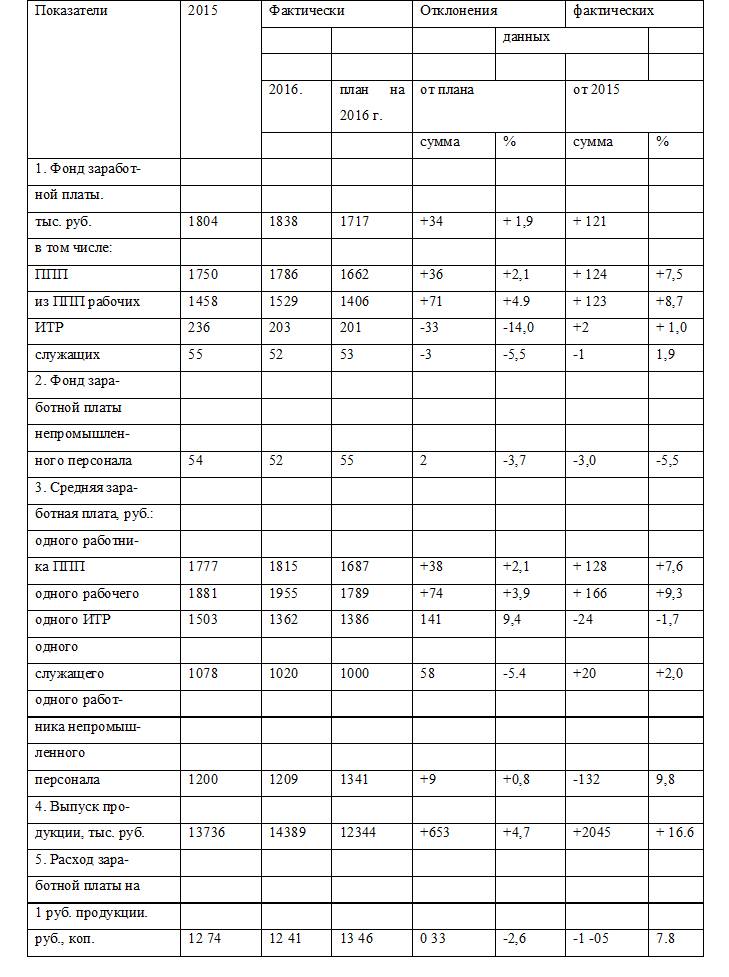 Показатели 2015 Фактически Отклонения фактических
данных
2016. план на от плана от 2015
2016 г.
сумма % сумма %
1. Фонд заработ-
ной платы.
тыс. руб. 1804 1838 1717 +34 + 1,9 + 121
в том числе:
ППП 1750 1786 1662 +36 +2,1 + 124 +7,5
из ППП рабочих 1458 1529 1406 +71 +4.9 + 123 +8,7
ИТР 236 203 201 -33 -14,0 +2 + 1,0
служащих 55 52 53 -3 -5,5 -1 1,9
2. Фонд зара-
ботной платы
непромышлен-
ного персонала 54 52 55 2 -3,7 -3,0 -5,5
3. Средняя зара-
ботная плата, руб.:
одного работни-
ка ППП 1777 1815 1687 +38 +2,1 + 128 +7,6
одного рабочего 1881 1955 1789 +74 +3,9 + 166 +9,3
одного ИТР 1503 1362 1386 141 9,4 -24 -1,7
одного
служащего 1078 1020 1000 58 -5.4 +20 +2,0
одного работ-
ника непромыш-
ленного
персонала 1200 1209 1341 +9 +0,8 -132 9,8
4. Выпуск про-
дукции, тыс. руб. 13736 14389 12344 +653 +4,7 +2045 + 16.6
5. Расход зара-
ботной платы на
1 руб. продукции.
руб., коп. 12 74 12 41 13 46 0 33 -2,6 -1 -05 7.8